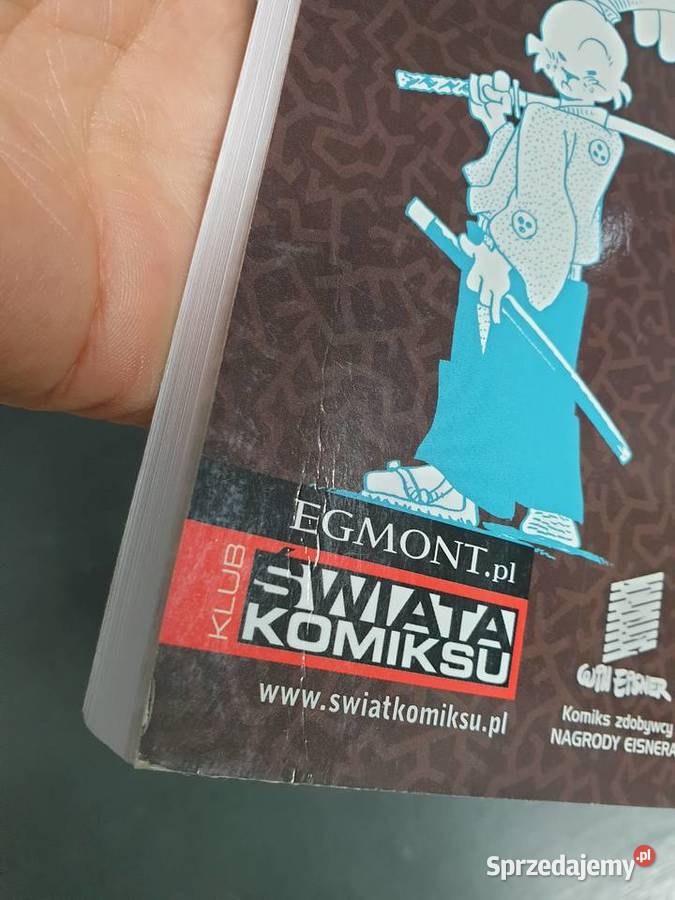 EGMONT.pl
KLUB
ŚWIATA
KOMIKSU
www.swiatkomiksu.pl
Will EISNER
Komiks zdobywcy
NAGRODY EISNERA
Sprzedajemy.pl